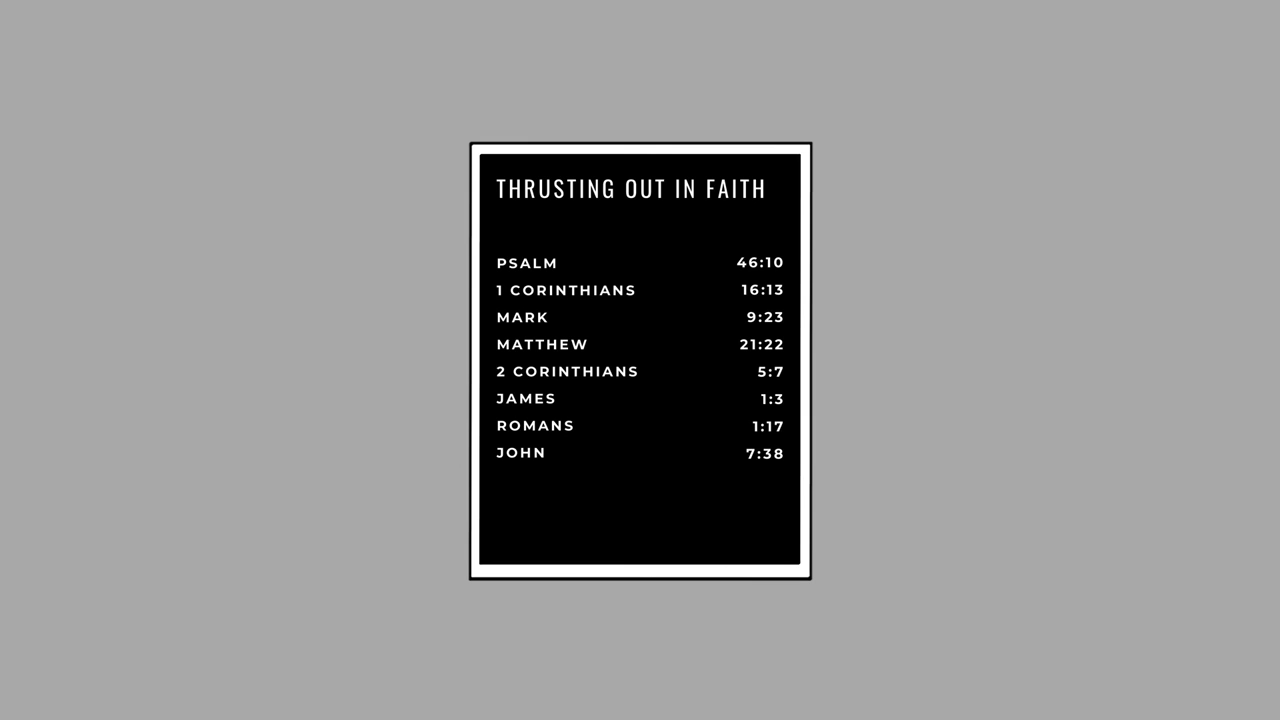 THRUSTING OUT IN FAITH
PSALM 46:10
1 CORINTHIANS 16:13
MARK 9:23
MATTHEW 21:22
2 CORINTHIANS 5:7
JAMES 1:3
ROMANS 1:17
JOHN 7:38